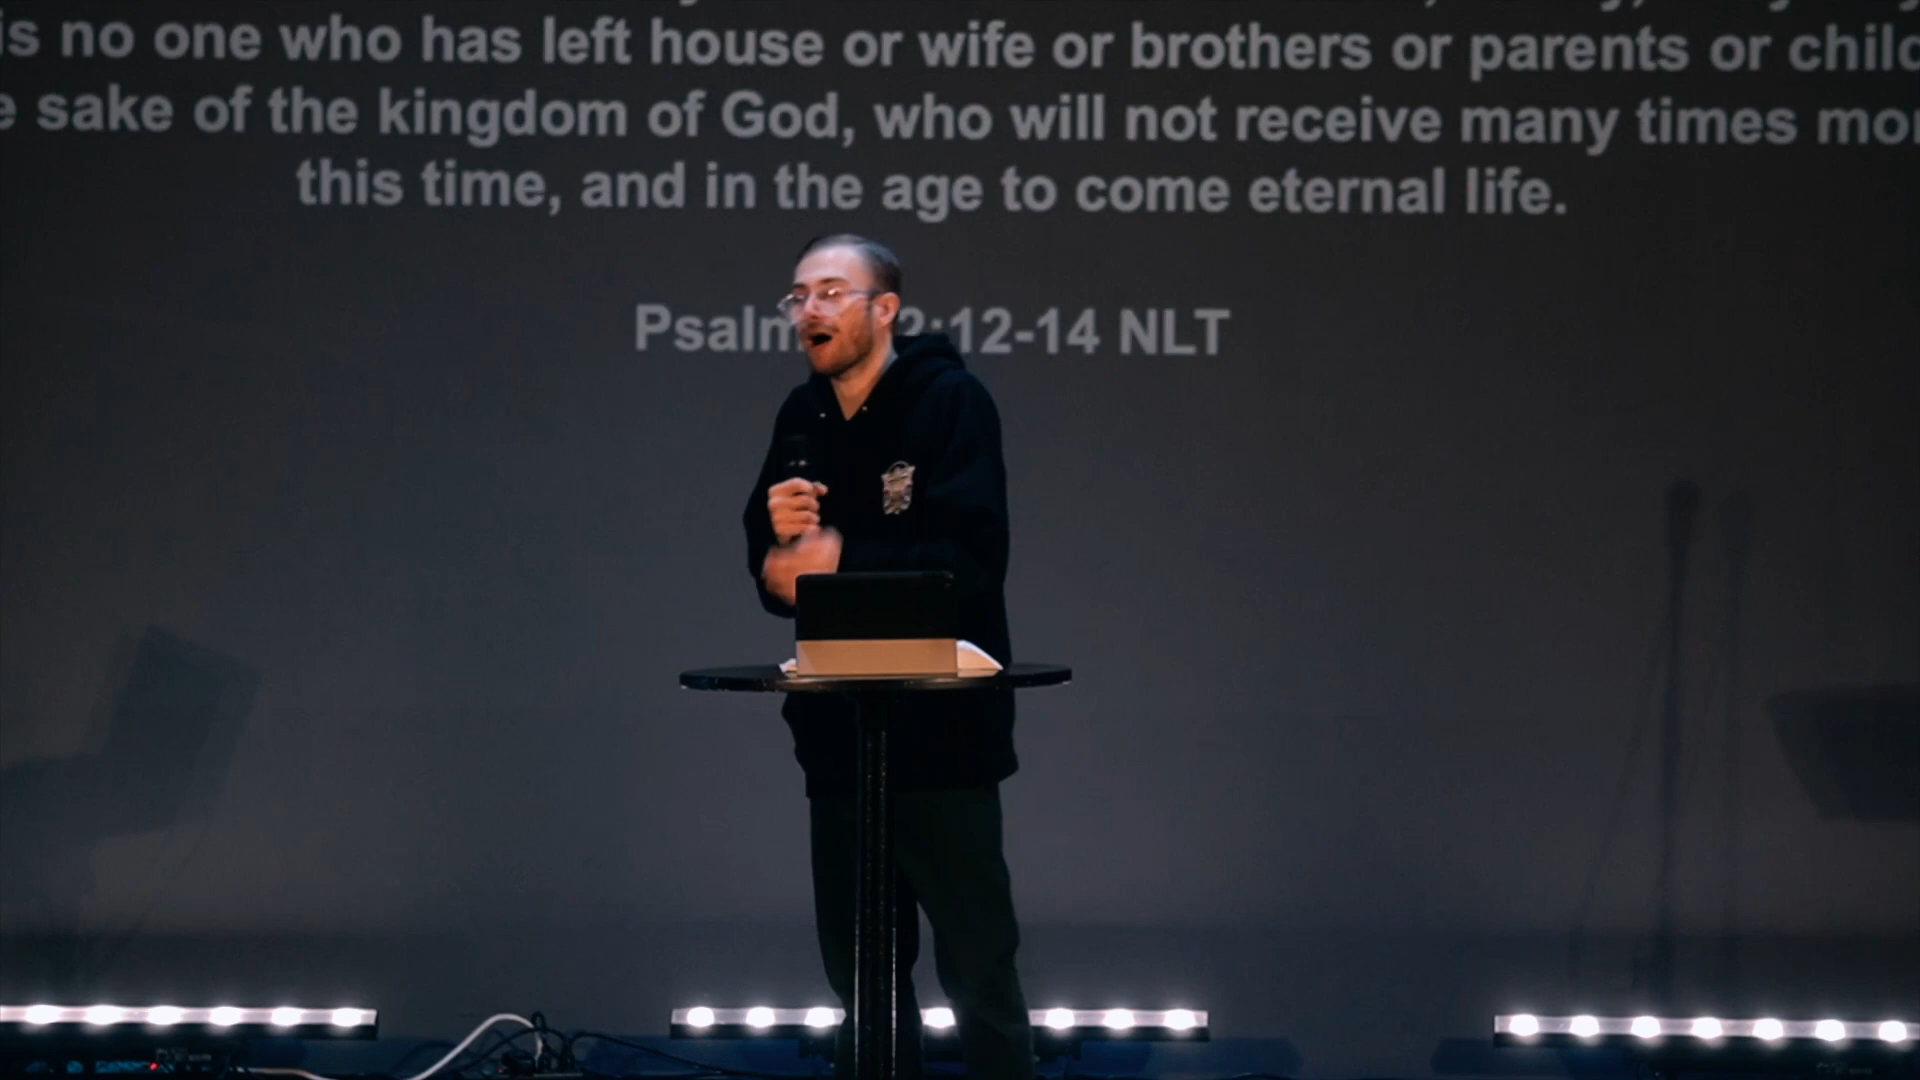 is no one who has left house or wife or brothers or parents or child
e sake of the kingdom of God, who will not receive many times mor
this time, and in the age to come eternal life.
Psalm 2:12-14 NLT